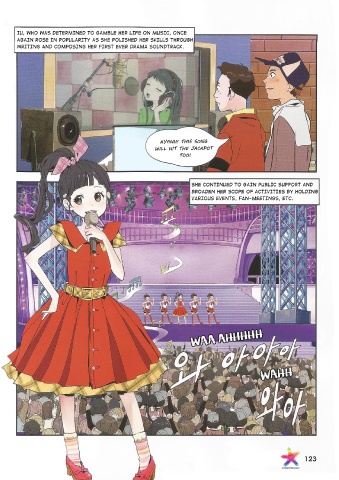 IU, WHO WAS DETERMINED TO GAMBLE HER LIFE ON MUSIC, ONCE
AGAIN ROSE IN POPULARITY AS SHE POLISHED HER SKILLS THROUGH
WRITING AND COMPOSING HER FIRST EVER DRAMA SOUNDTRACK.
AYYWAY THIS SONG
WILL HIT THE JACKPOT
TOO!
SHE CONTINUED TO GAIN PUBLIC SUPPORT AND
BROADEN HER SCOPE OF ACTIVITIES BY HOLDING
VARIOUS EVENTS, FAN-MEETINGS, ETC.
WAA AHHHHH
와 아아아
WAHH
와아
123